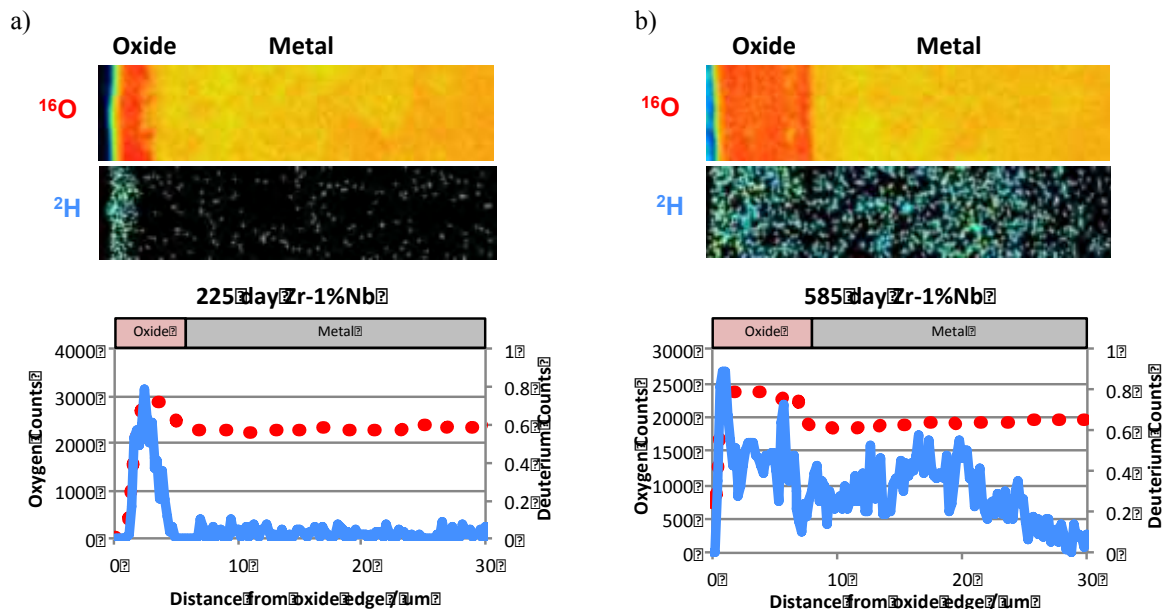 a)
Oxide Metal
16O
2H
225 day Zr-1%Nb
Oxide Metal
4000
3000
2000
1000
0
Oxygen Counts
1
0.8
0.6
0.4
0.2
0
Deuterium Counts
0 10 20 30
Distance from oxide edge / um
b)
Oxide Metal
16O
2H
585 day Zr-1%Nb
Oxide Metal
3000
2500
2000
1500
1000
500
0
Oxygen Counts
1
0.8
0.6
0.4
0.2
0
Deuterium Counts
0 10 20 30
Distance from oxide edge / um